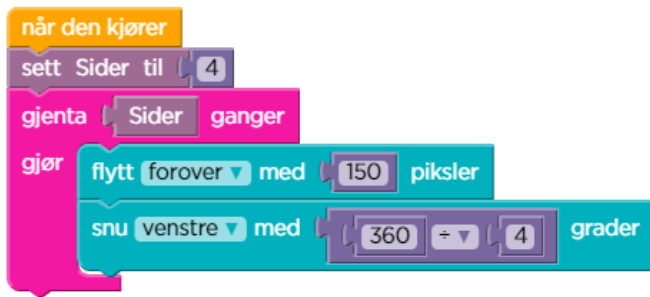 når den kjører
sett Sider til 4
gjenta Sider ganger
gjør
flytt forover ▼ med 150 piksler
snu venstre ▼ med 360 ÷ ▼ 4 grader